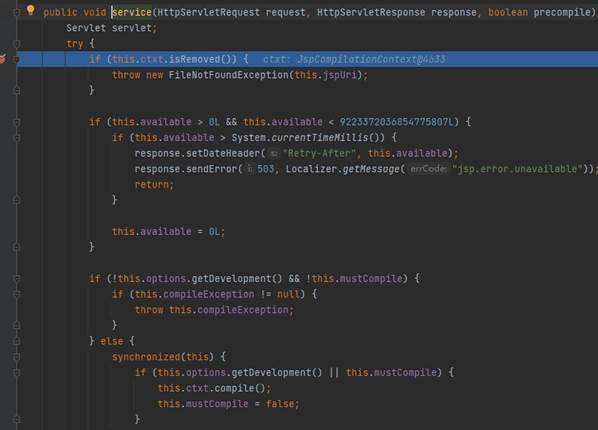 public void service(HttpServletRequest request, HttpServletResponse response, boolean precompile)
Servlet servlet;
try {
if (this.ctxt.isRemoved()) { ctxt: JspCompilationContext@4633
throw new FileNotFoundException(this.jspUri);
}
if (this.available > 0L && this.available < 9223372036854775807L) {
if (this.available > System.currentTimeMillis()) {
response.setDateHeader( s: "Retry-After", this.available);
response.sendError( i: 503, Localizer.getMessage( errCode: "jsp.error.unavailable"));
return;
}
this.available = 0L;
}
if (!this.options.getDevelopment() && !this.mustCompile) {
if (this.compileException != null) {
throw this.compileException;
}
} else {
synchronized(this) {
if (this.options.getDevelopment() || this.mustCompile) {
this.ctxt.compile();
this.mustCompile = false;
}